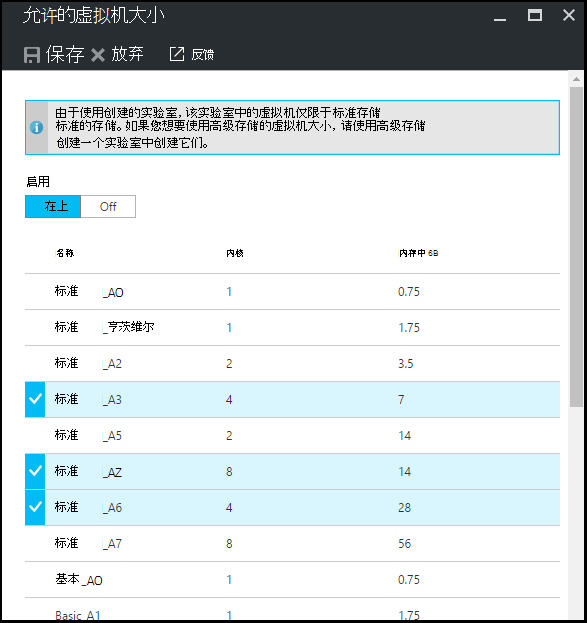 允许的虚拟机大小
保存 放弃 反馈
由于使用创建的实验室，该实验室中的虚拟机仅限于标准存储
标准的存储。如果您想要使用高级存储的虚拟机大小，请使用高级存储
创建一个实验室中创建它们。
启用
在上 Off
名称 内核 内存中 6B
标准 _AO 1 0.75
标准 _亨茨维尔 1 1.75
标准 _A2 2 3.5
标准 _A3 4 7
标准 _A5 2 14
标准 _AZ 8 14
标准 _A6 4 28
标准 _A7 8 56
基本 _AO 1 0.75
Basic_A1 1 1.75